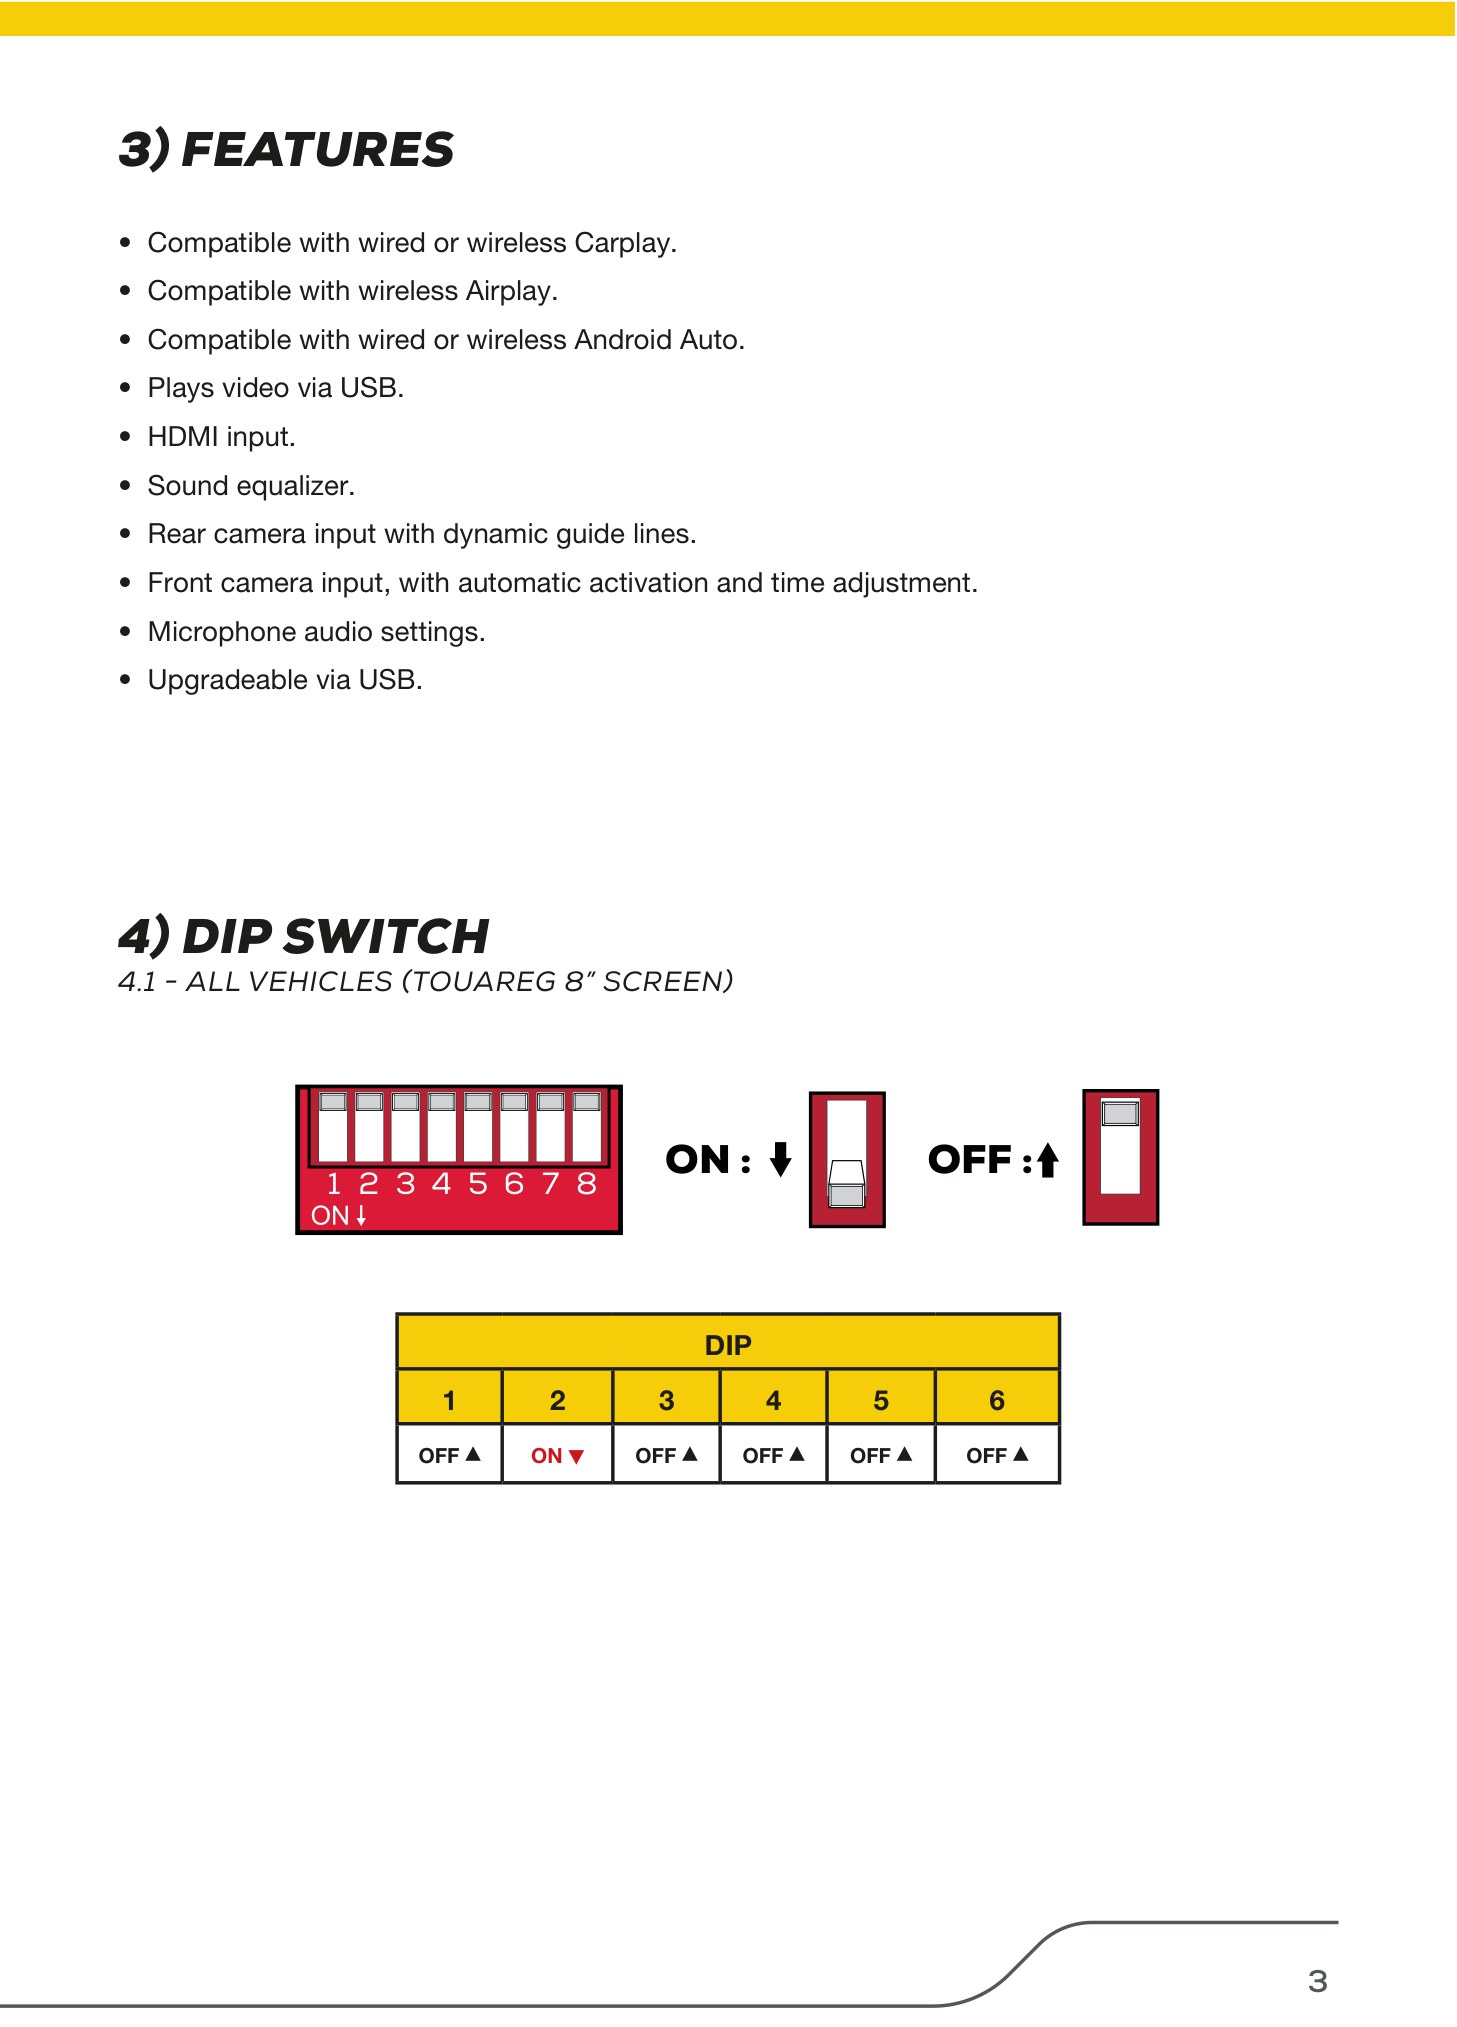 3) FEATURES
• Compatible with wired or wireless Carplay.
• Compatible with wireless Airplay.
• Compatible with wired or wireless Android Auto.
• Plays video via USB.
• HDMI input.
• Sound equalizer.
• Rear camera input with dynamic guide lines.
• Front camera input, with automatic activation and time adjustment.
• Microphone audio settings.
• Upgradeable via USB.
4) DIP SWITCH
4.1 - ALL VEHICLES (TOUAREG 8” SCREEN)
1 2 3 4 5 6 7 8
ON ↓
ON : ⬇ OFF : ⬆
DIP
1 2 3 4 5 6
OFF ▲ ON ▼ OFF ▲ OFF ▲ OFF ▲ OFF ▲
3